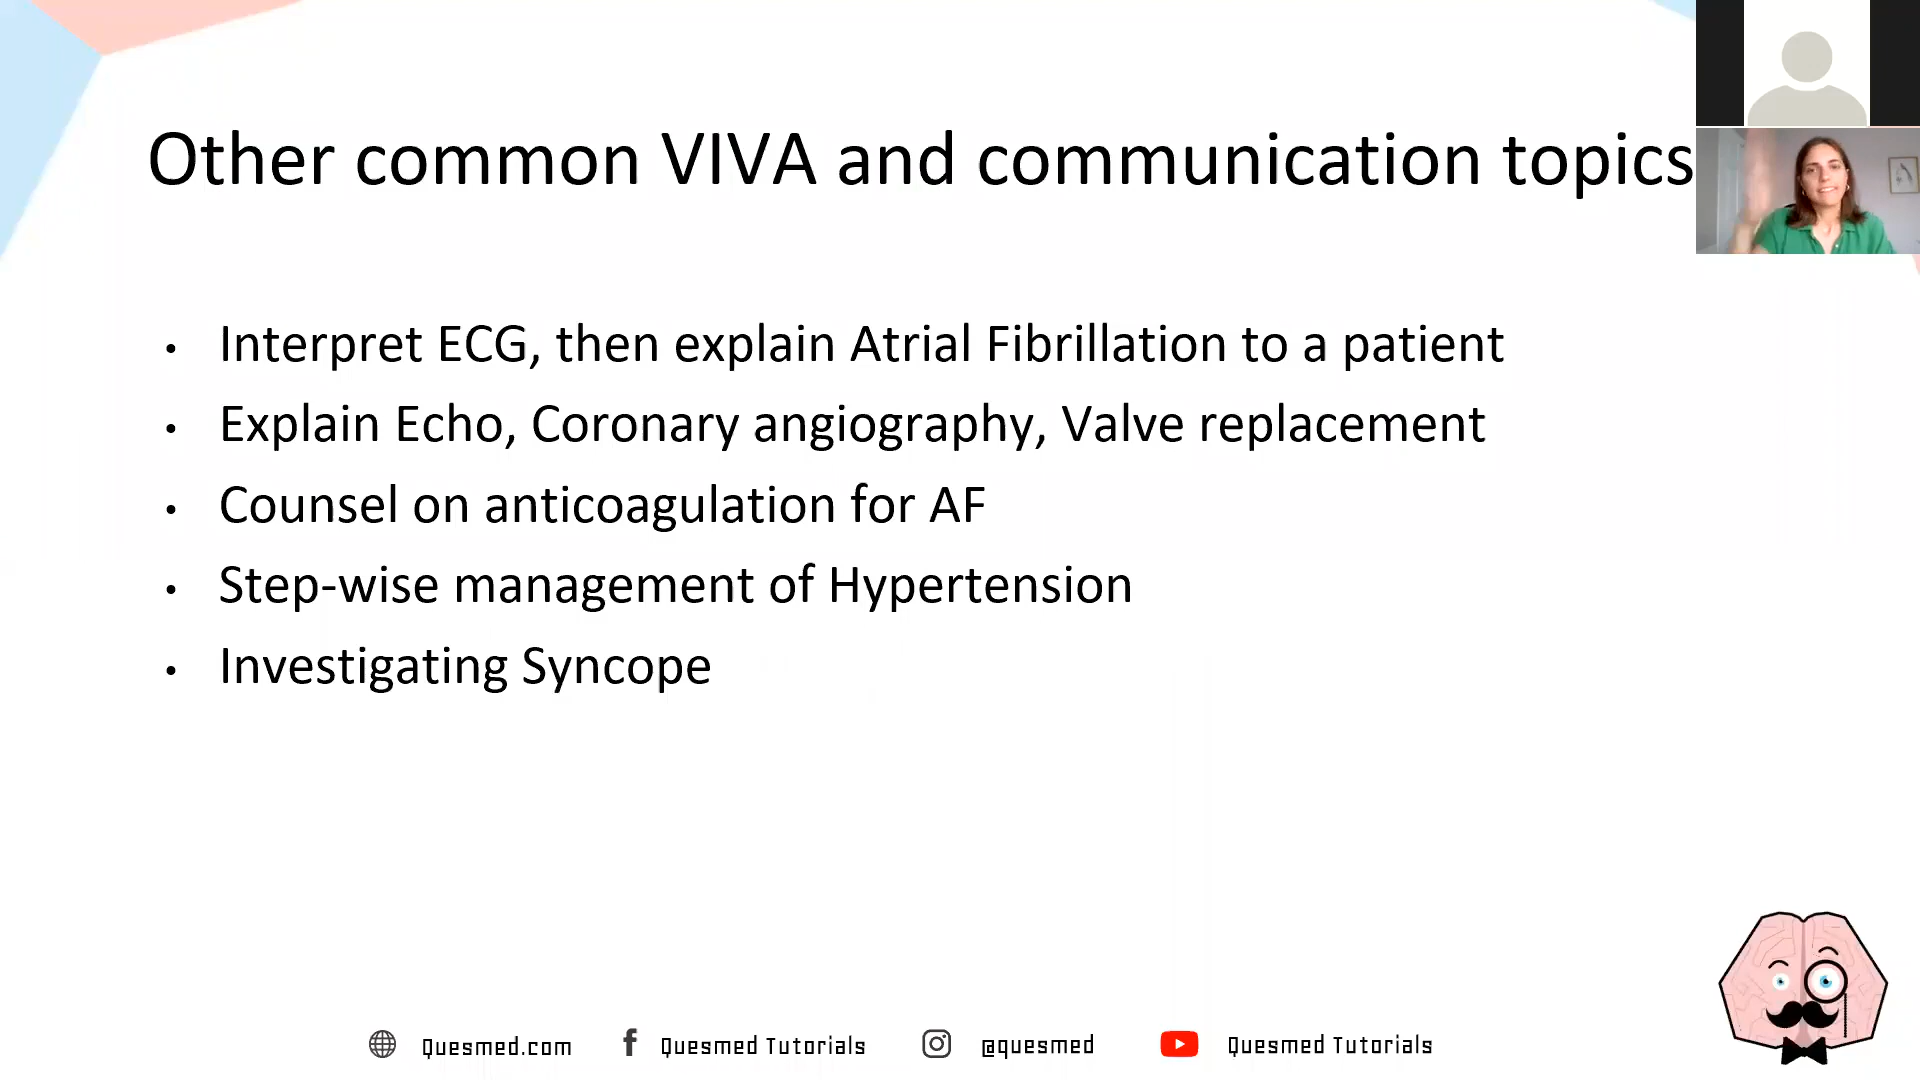 Other common VIVA and communication topics
• Interpret ECG, then explain Atrial Fibrillation to a patient
• Explain Echo, Coronary angiography, Valve replacement
• Counsel on anticoagulation for AF
• Step-wise management of Hypertension
• Investigating Syncope
Quesmed.com Quesmed Tutorials @quesmed Quesmed Tutorials